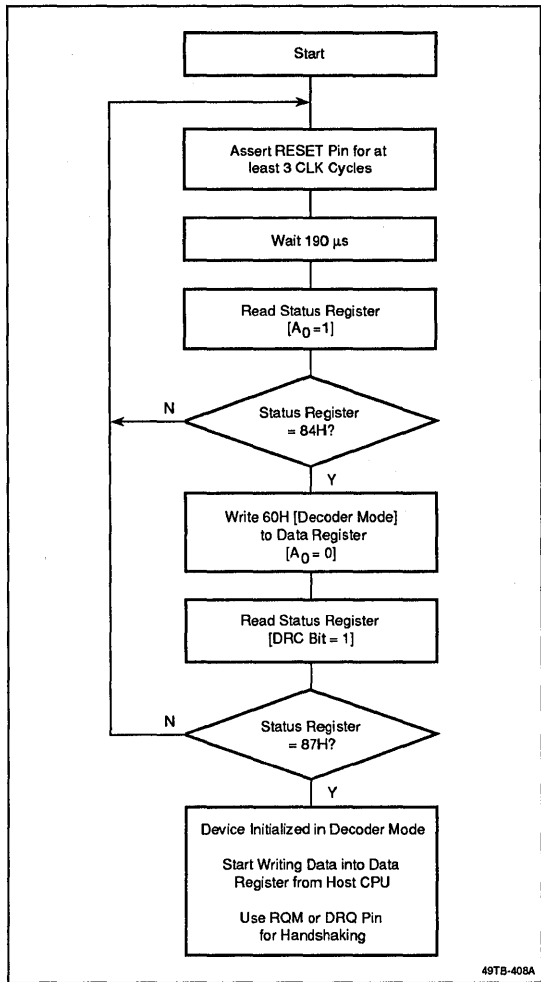 Start
Assert RESET Pin for at
least 3 CLK Cycles
Wait 190 µs
Read Status Register
[A0 =1]
N
Status Register
= 84H?
Y
Write 60H [Decoder Mode]
to Data Register
[A0 = 0]
Read Status Register
[DRC Bit = 1]
N
Status Register
= 87H?
Y
Device Initialized in Decoder Mode
Start Writing Data into Data
Register from Host CPU
Use RQM or DRQ Pin
for Handshaking
49TB-408A